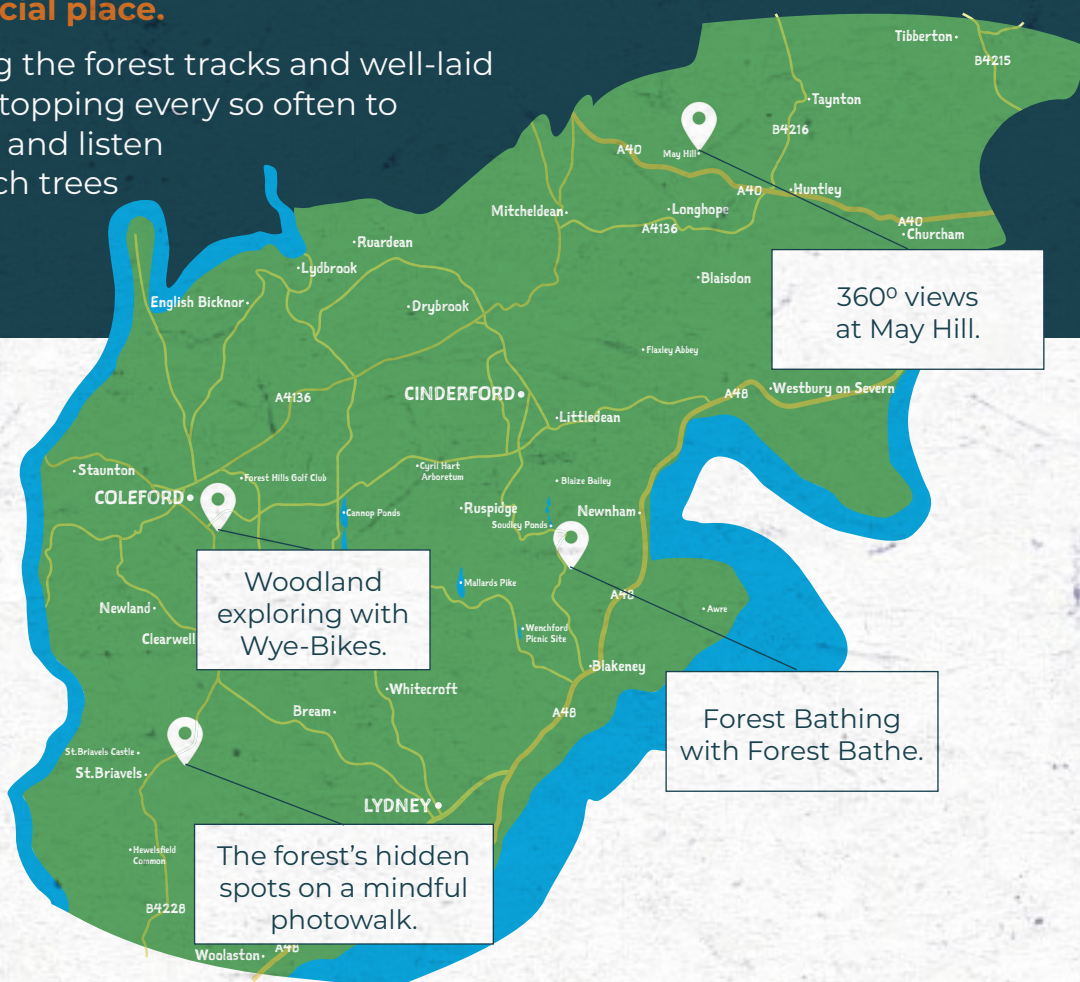 cial place.
g the forest tracks and well-laid
topping every so often to
and listen
ch trees
Tibberton
B4215
Taynton
B4216
A40
May Hill
A40
Huntley
Mitcheldean
Longhope
A4136
A40
Churcham
Ruardean
Lydbrook
Blaisdon
English Bicknor
Drybrook
360º views
at May Hill.
Flaxley Abbey
A4136
CINDERFORD
A48
Westbury on Severn
Littledean
Staunton
Forest Hills Golf Club
Cyril Hart
Arboretum
Blaize Bailey
COLEFORD
Cannop Ponds
Ruspidge
Newnham
Soudley Ponds
Woodland
exploring with
Wye-Bikes.
Mallards Pike
A48
Newland
Awre
Clearwell
Wenchford
Picnic Site
Blakeney
Whitecroft
Bream
A48
Forest Bathing
with Forest Bathe.
St.Briavels Castle
St.Briavels
LYDNEY
Hewelsfield
Common
The forest's hidden
spots on a mindful
photowalk.
B4228
A48
Woolaston